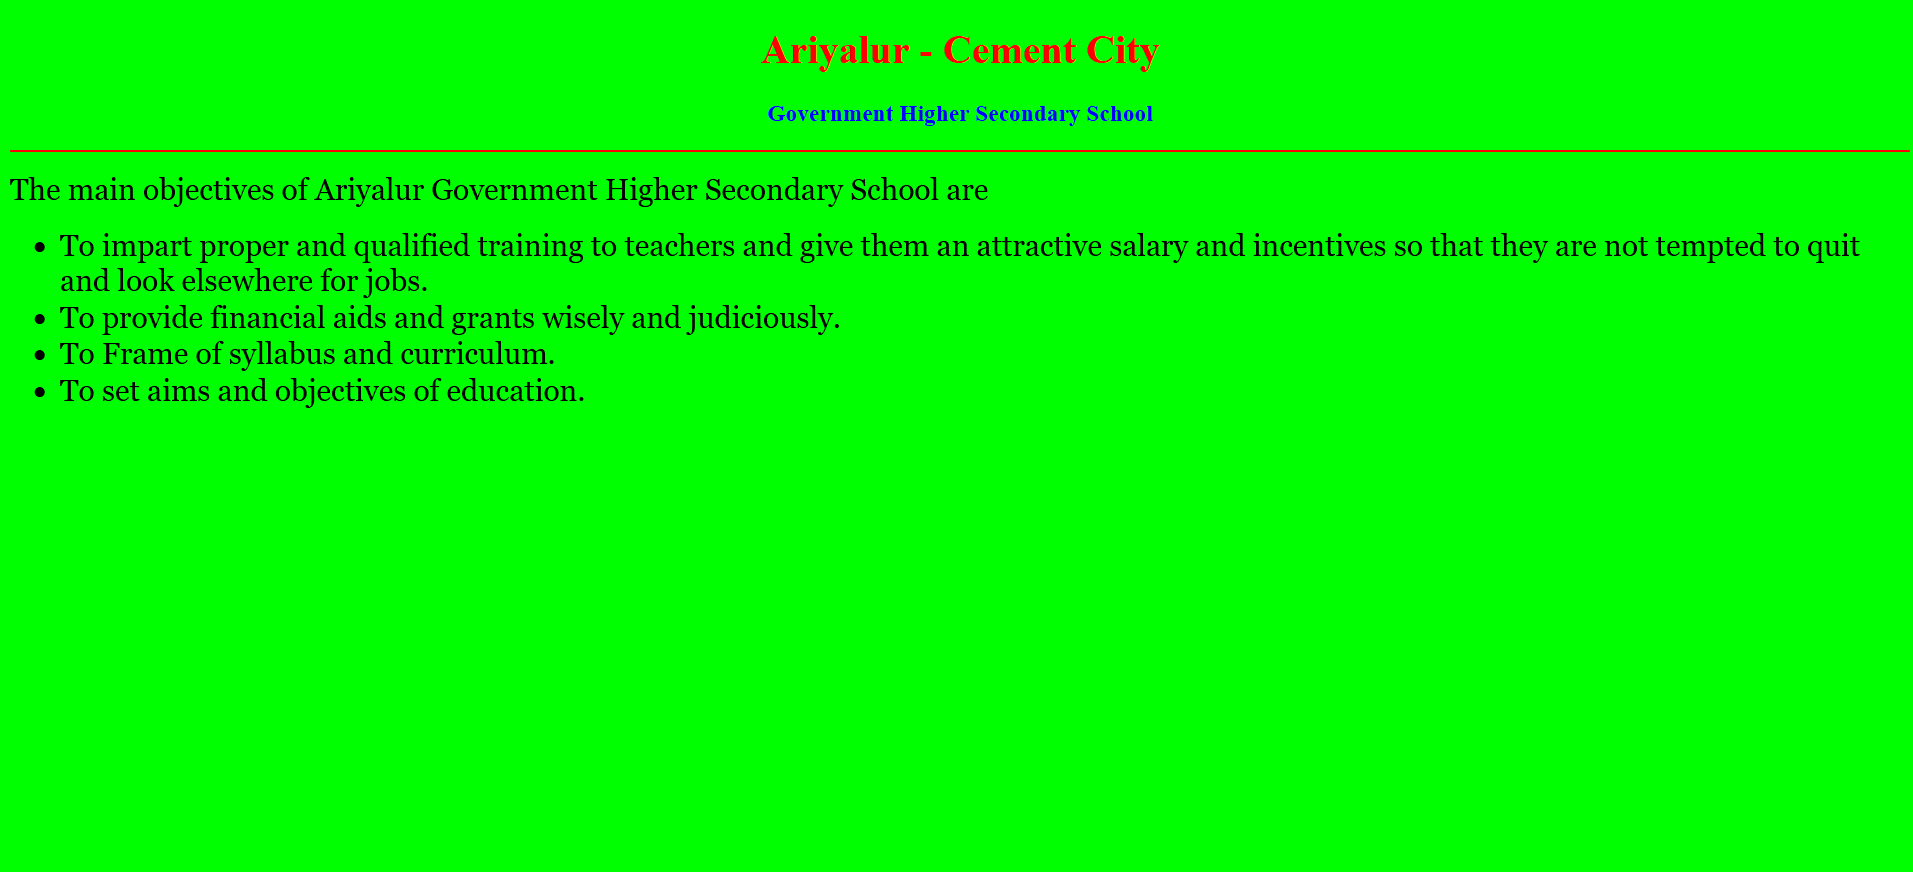 Ariyalur - Cement City
Government Higher Secondary School
The main objectives of Ariyalur Government Higher Secondary School are
• To impart proper and qualified training to teachers and give them an attractive salary and incentives so that they are not tempted to quit
and look elsewhere for jobs.
• To provide financial aids and grants wisely and judiciously.
• To Frame of syllabus and curriculum.
• To set aims and objectives of education.